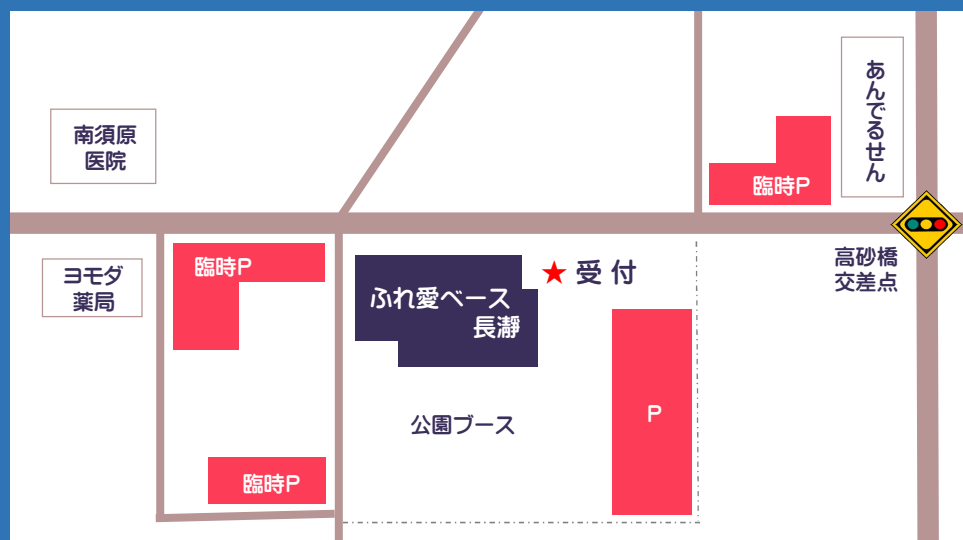 南須原
医院
あんでるせん
臨時P
高砂橋
交差点
ヨモダ
薬局
臨時P
★ 受 付
ふれ愛ベース
長瀞
P
公園ブース
臨時P